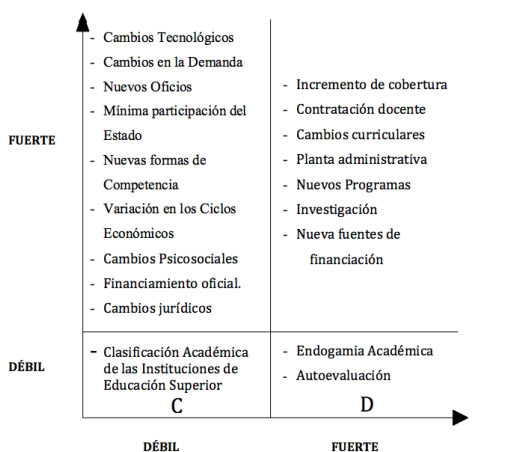 FUERTE
- Cambios Tecnológicos
- Cambios en la Demanda
- Nuevos Oficios
- Mínima participación del
Estado
- Nuevas formas de
Competencia
- Variación en los Ciclos
Económicos
- Cambios Psicosociales
- Financiamiento oficial.
- Cambios jurídicos
- Incremento de cobertura
- Contratación docente
- Cambios curriculares
- Planta administrativa
- Nuevos Programas
- Investigación
- Nueva fuentes de
financiación
DÉBIL
- Clasificación Académica
de las Instituciones de
Educación Superior
C
- Endogamia Académica
- Autoevaluación
D
DÉBIL
FUERTE